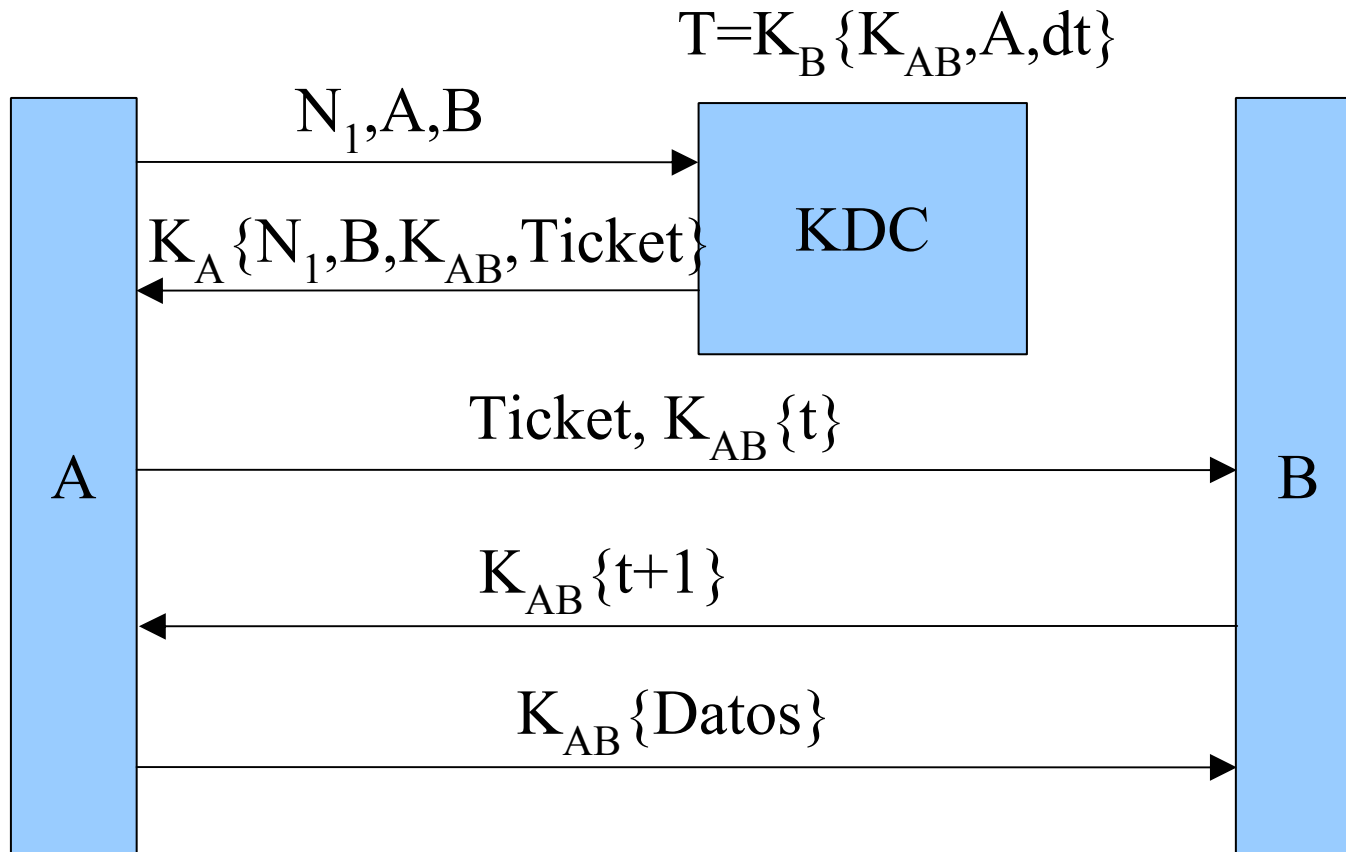 T=K_B{K_AB,A,dt}
N_1,A,B
K_A{N_1,B,K_AB,Ticket}
KDC
Ticket, K_AB{t}
A
B
K_AB{t+1}
K_AB{Datos}